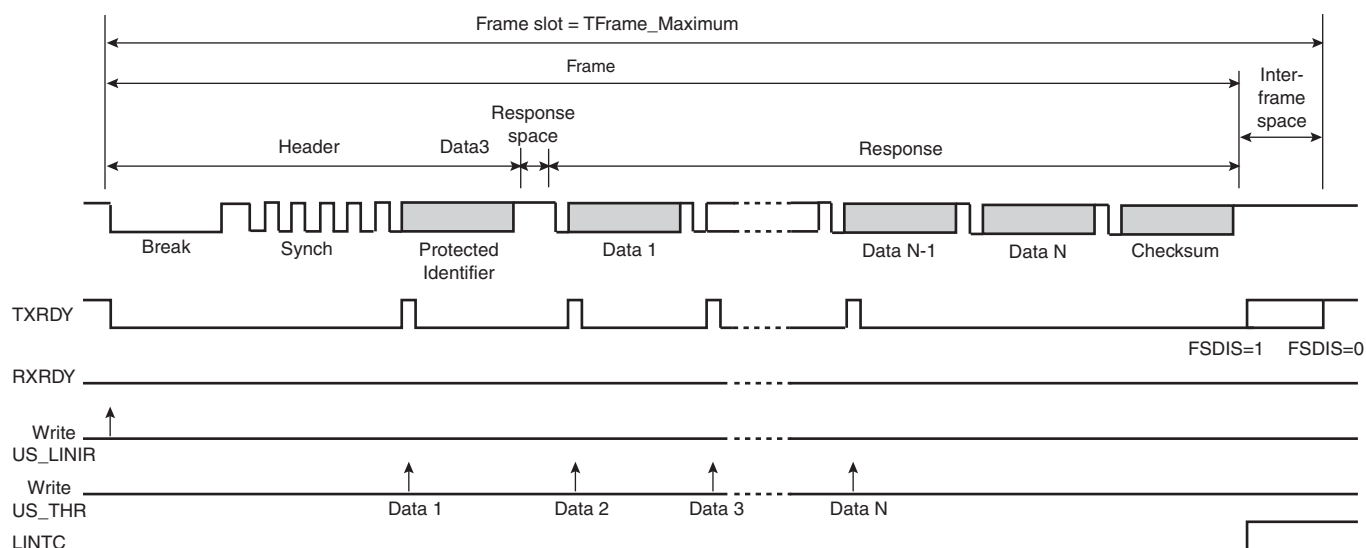 Frame slot = TFrame_Maximum
Frame
Inter-
frame
space
Response
space
Header
Data3
Response
Break
Synch
Protected
Identifier
Data 1
Data N-1
Data N
Checksum
TXRDY
FSDIS=1
FSDIS=0
RXRDY
Write
US_LINIR
Write
US_THR
Data 1
Data 2
Data 3
Data N
LINTC